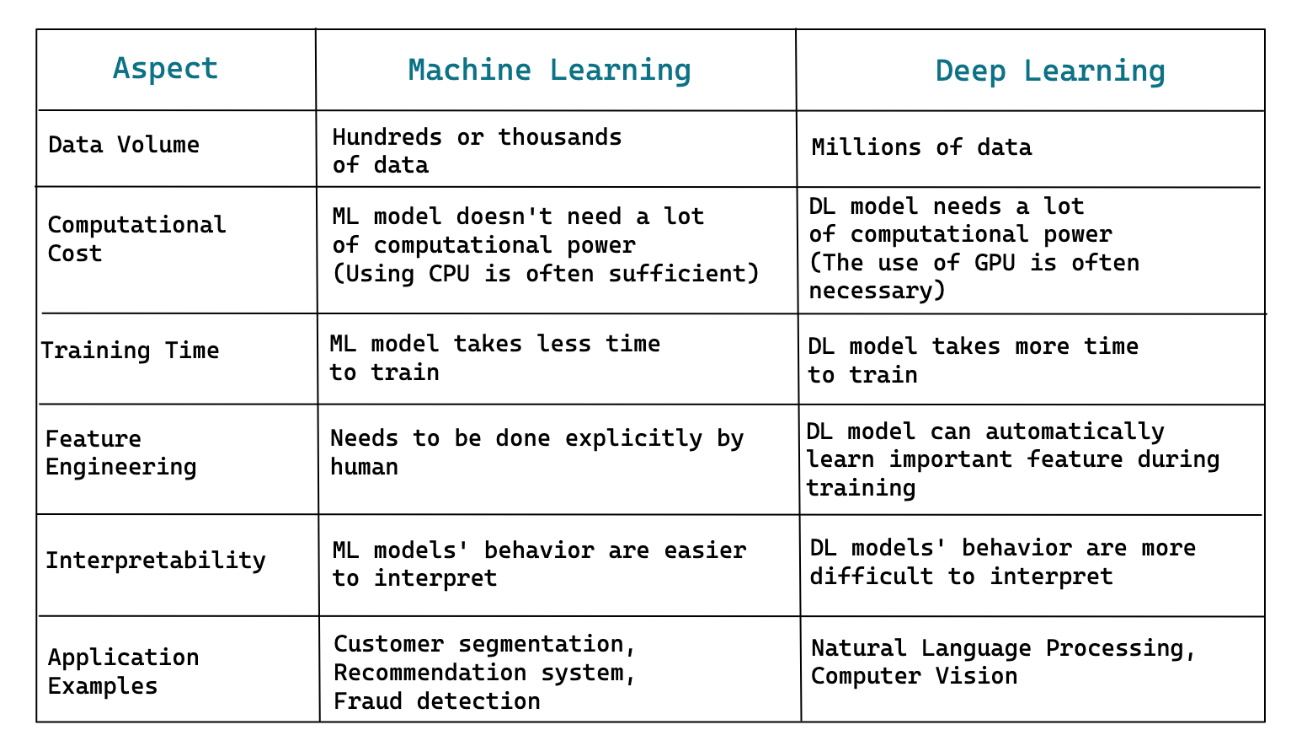 Aspect
Machine Learning
Deep Learning
Data Volume
Hundreds or thousands
of data
Millions of data
Computational
Cost
ML model doesn't need a lot
of computational power
(Using CPU is often sufficient)
DL model needs a lot
of computational power
(The use of GPU is often
necessary)
Training Time
ML model takes less time
to train
DL model takes more time
to train
Feature
Engineering
Needs to be done explicitly by
human
DL model can automatically
learn important feature during
training
Interpretability
ML models' behavior are easier
to interpret
DL models' behavior are more
difficult to interpret
Application
Examples
Customer segmentation,
Recommendation system,
Fraud detection
Natural Language Processing,
Computer Vision